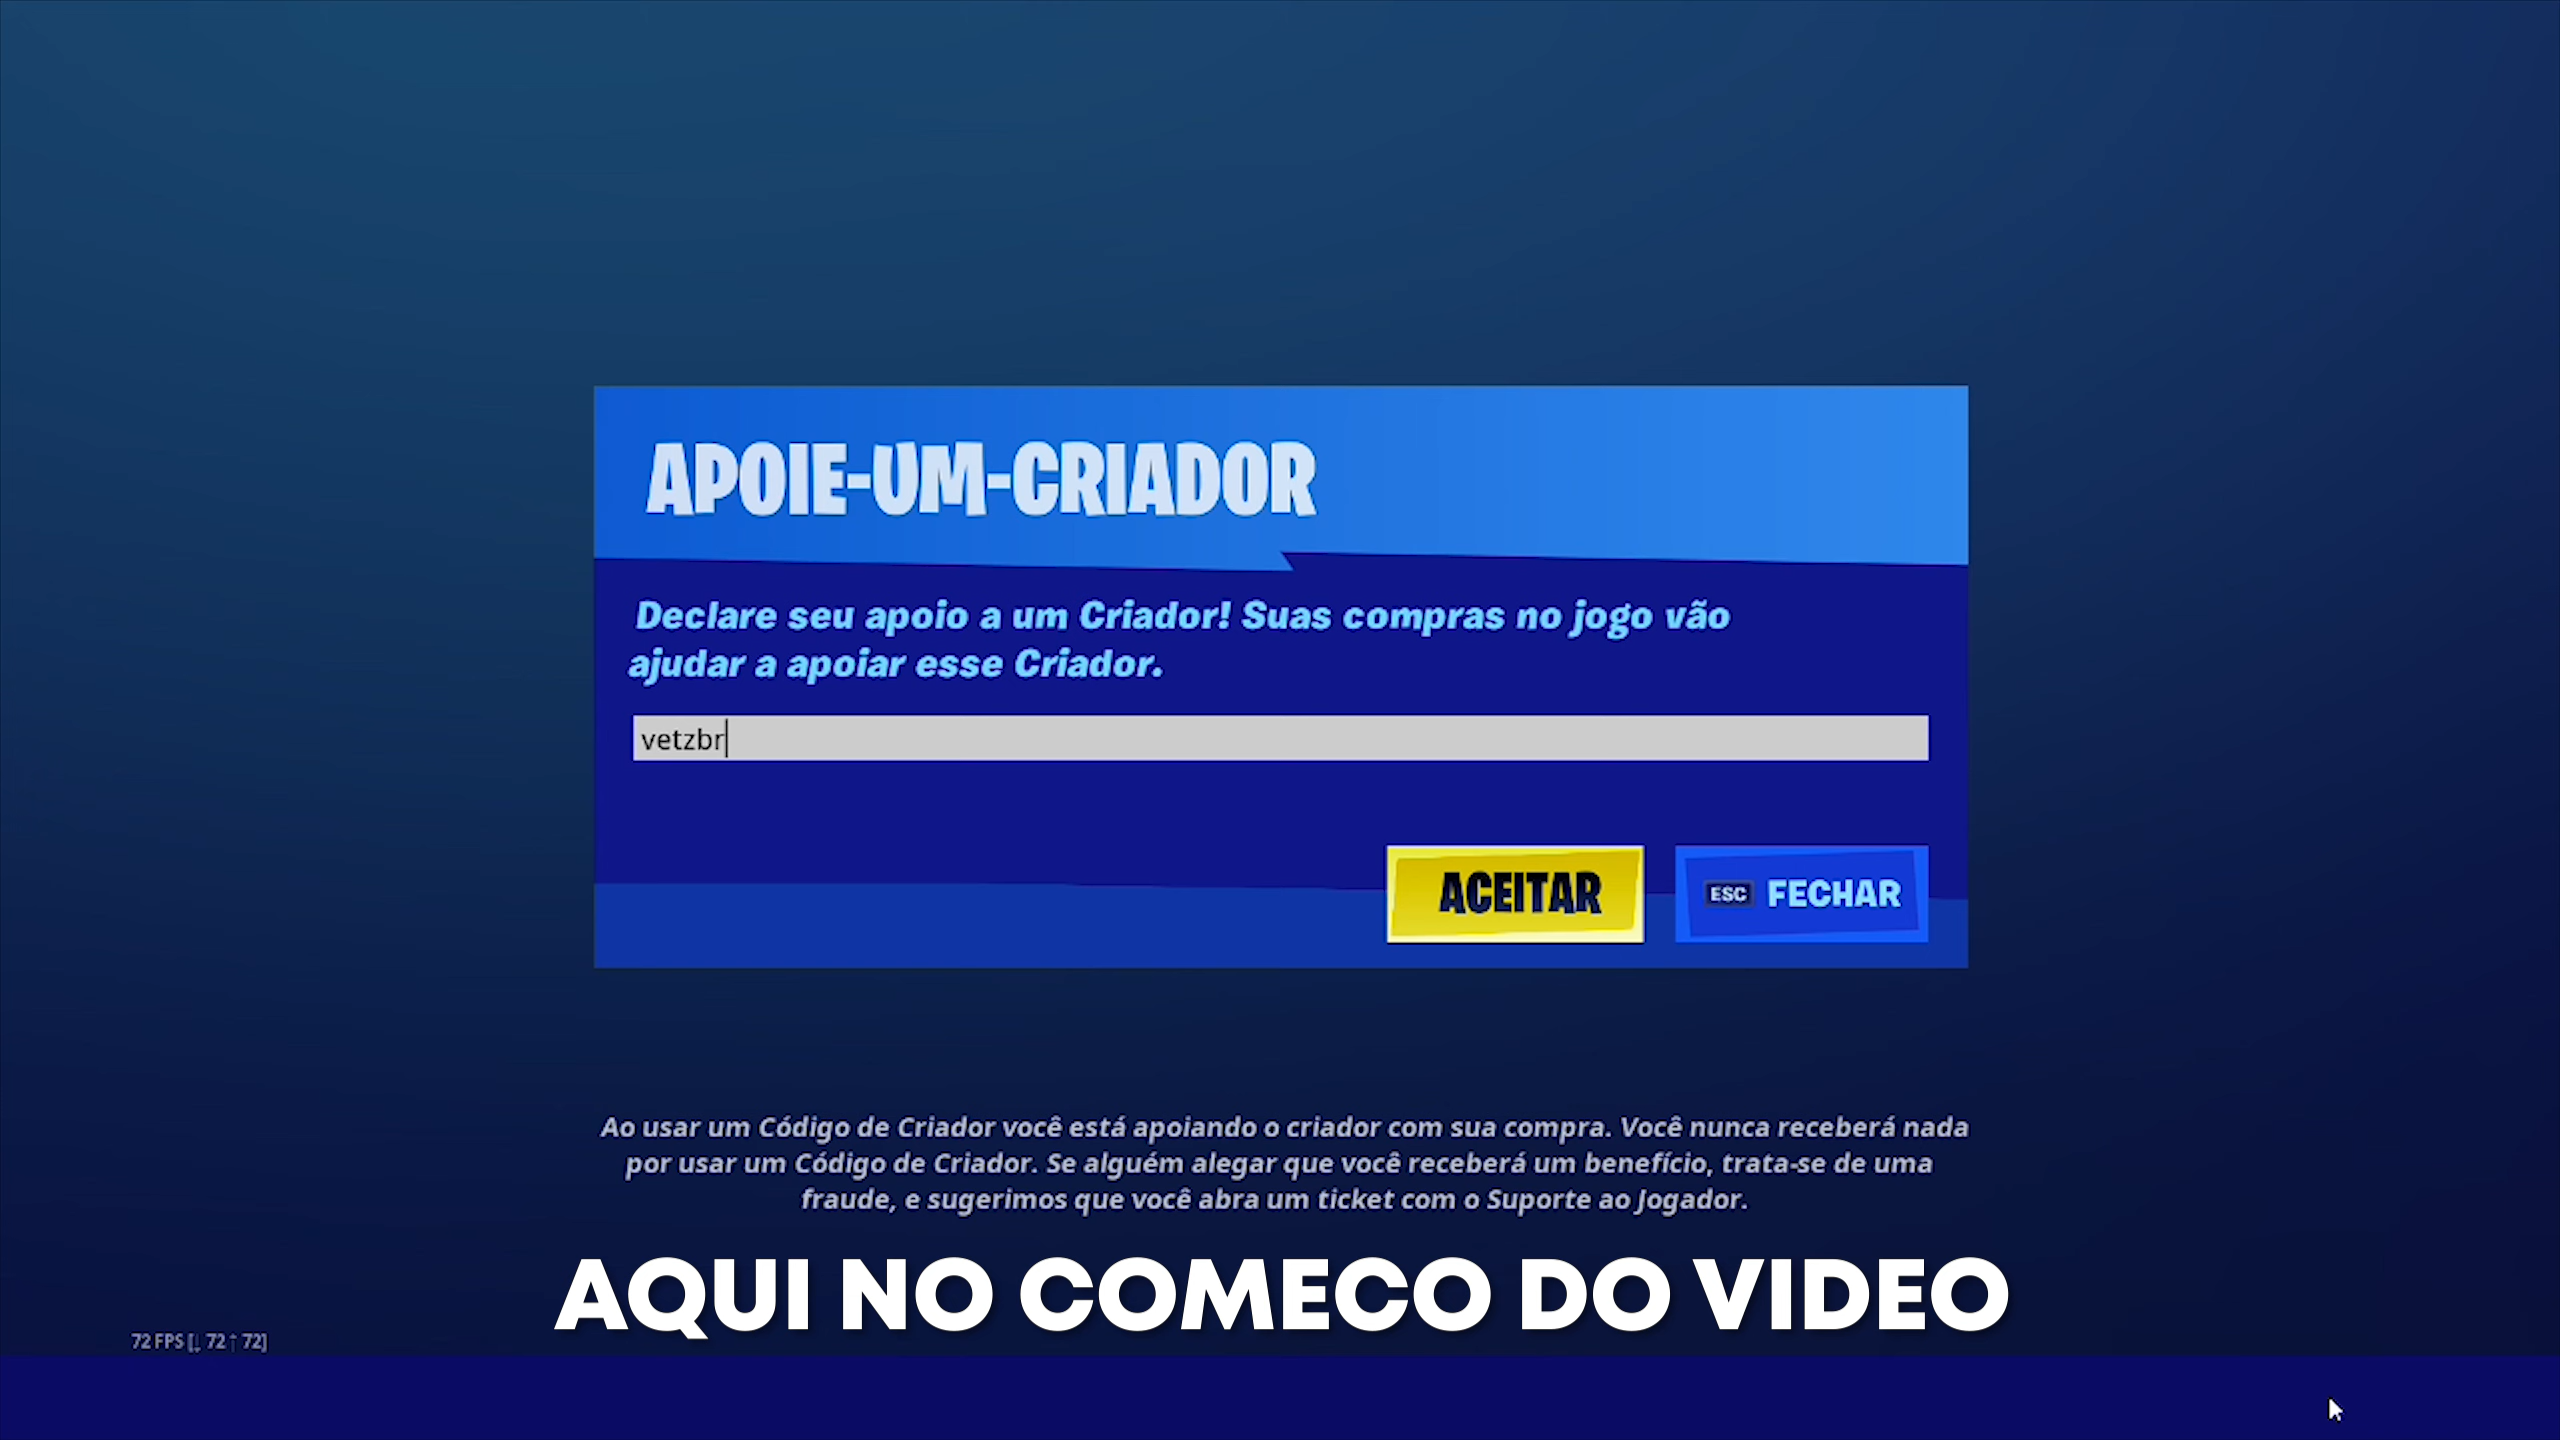 APOIE-UM-CRIADOR
Declare seu apoio a um Criador! Suas compras no jogo vão
ajudar a apoiar esse Criador.
vetzbr
ACEITAR
ESC FECHAR
Ao usar um Código de Criador você está apoiando o criador com sua compra. Você nunca receberá nada
por usar um Código de Criador. Se alguém alegar que você receberá um benefício, trata-se de uma
fraude, e sugerimos que você abra um ticket com o Suporte ao Jogador.
AQUI NO COMECO DO VIDEO
72 FPS [↓ 72 ↑ 72]